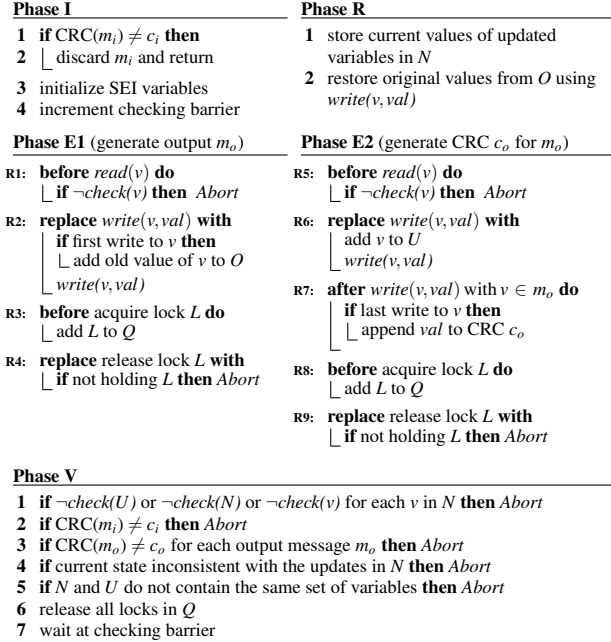 Phase I
1 if CRC(mᵢ) ≠ cᵢ then
2 discard mᵢ and return
3 initialize SEI variables
4 increment checking barrier
Phase R
1 store current values of updated
variables in N
2 restore original values from O using
write(v,val)
Phase E1 (generate output mₒ)
R1: before read(v) do
if ¬check(v) then Abort
R2: replace write(v,val) with
if first write to v then
add old value of v to O
write(v,val)
R3: before acquire lock L do
add L to Q
R4: replace release lock L with
if not holding L then Abort
Phase E2 (generate CRC cₒ for mₒ)
R5: before read(v) do
if ¬check(v) then Abort
R6: replace write(v,val) with
add v to U
write(v,val)
R7: after write(v,val) with v ∈ mₒ do
if last write to v then
append val to CRC cₒ
R8: before acquire lock L do
add L to Q
R9: replace release lock L with
if not holding L then Abort
Phase V
1 if ¬check(U) or ¬check(N) or ¬check(v) for each v in N then Abort
2 if CRC(mᵢ) ≠ cᵢ then Abort
3 if CRC(mₒ) ≠ cₒ for each output message mₒ then Abort
4 if current state inconsistent with the updates in N then Abort
5 if N and U do not contain the same set of variables then Abort
6 release all locks in Q
7 wait at checking barrier